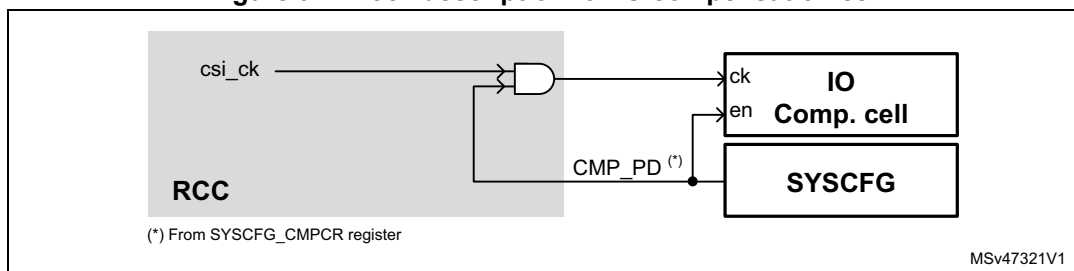 csi_ck
ck
IO
Comp. cell
en
CMP_PD (*)
SYSCFG
RCC
(*) From SYSCFG_CMPCR register
MSv47321V1